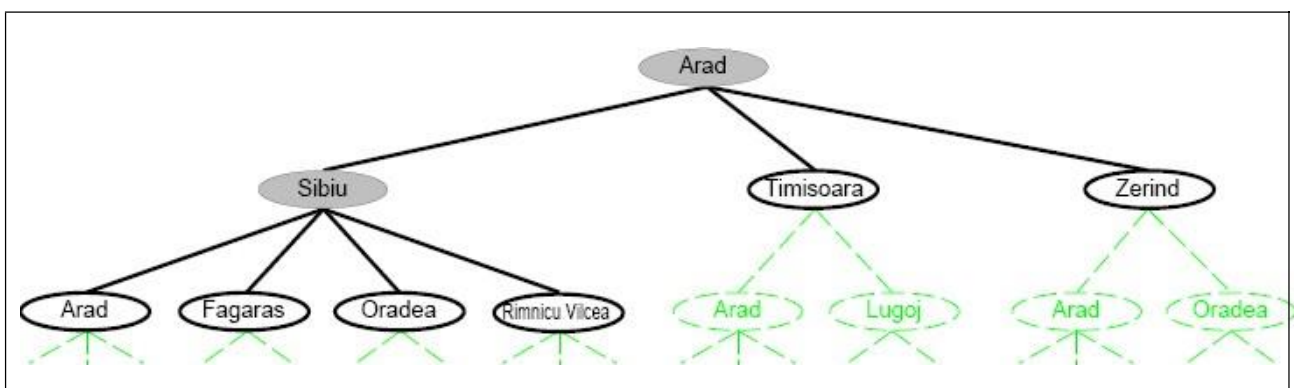 Arad
Sibiu Timisoara Zerind
Arad Fagaras Oradea Rimnicu Vilcea Arad Lugoj Arad Oradea